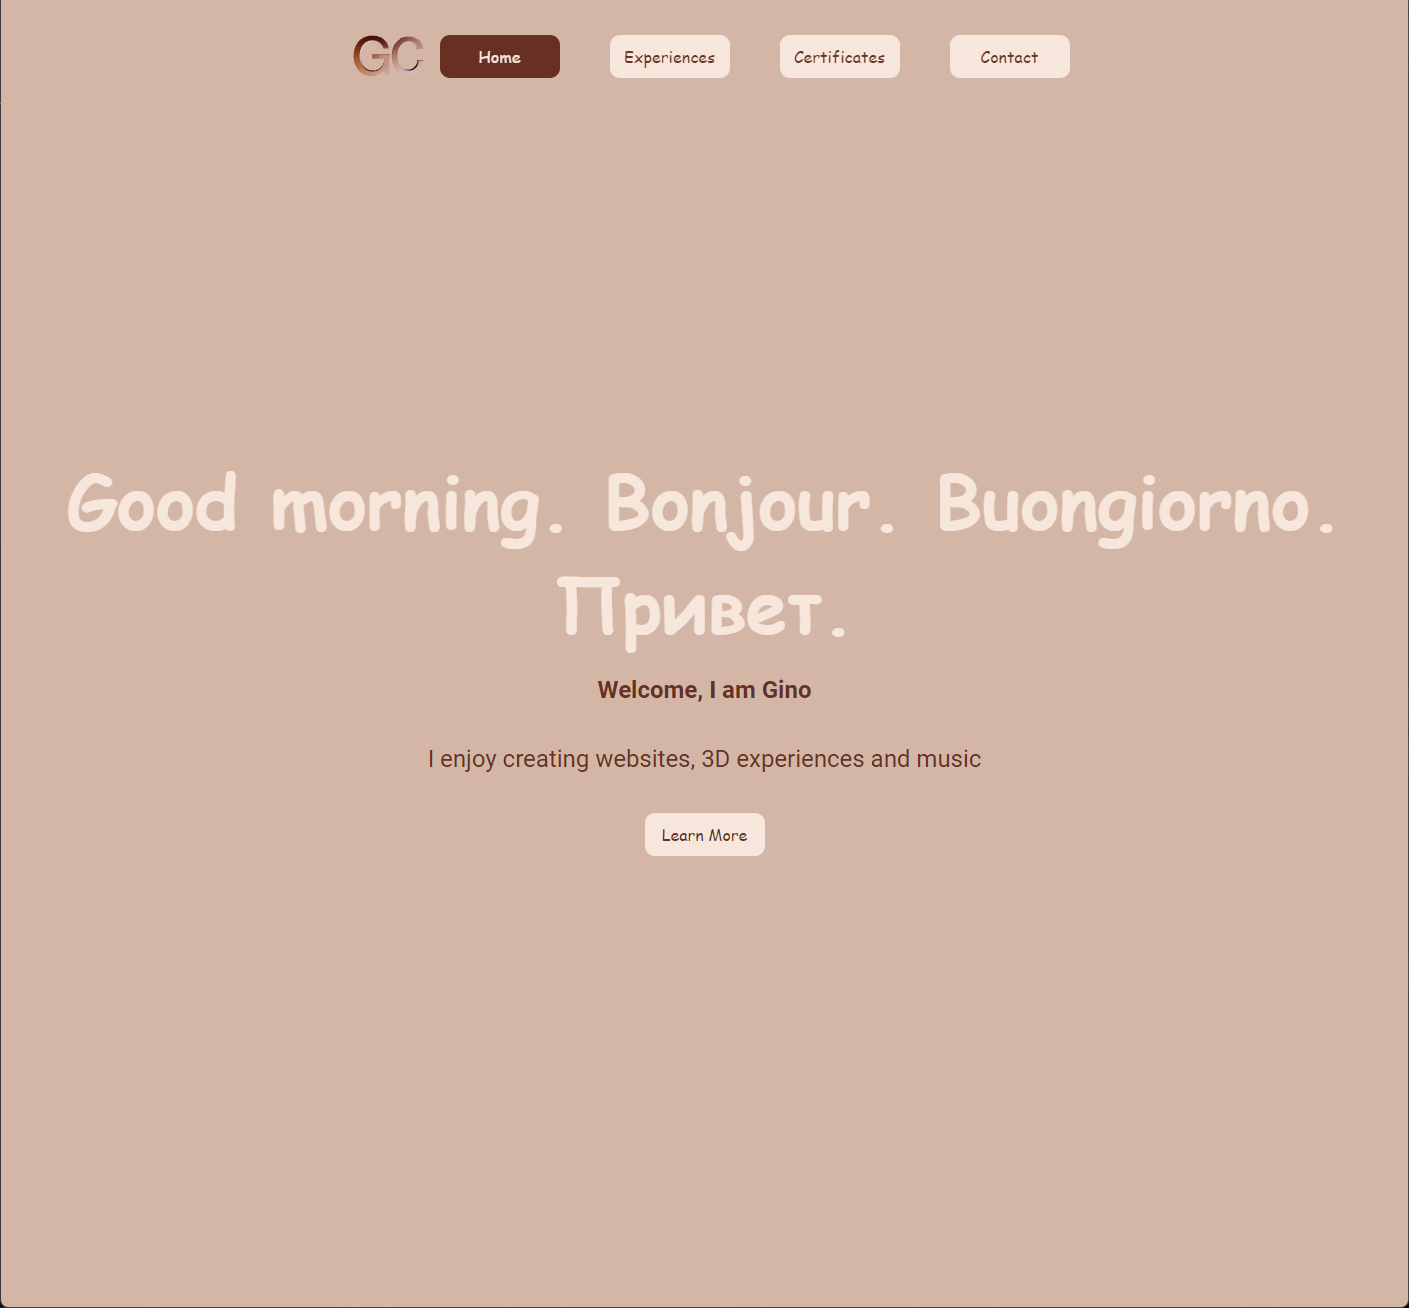 GC Home Experiences Certificates Contact
Good morning. Bonjour. Buongiorno.
Привет.
Welcome, I am Gino
I enjoy creating websites, 3D experiences and music
Learn More